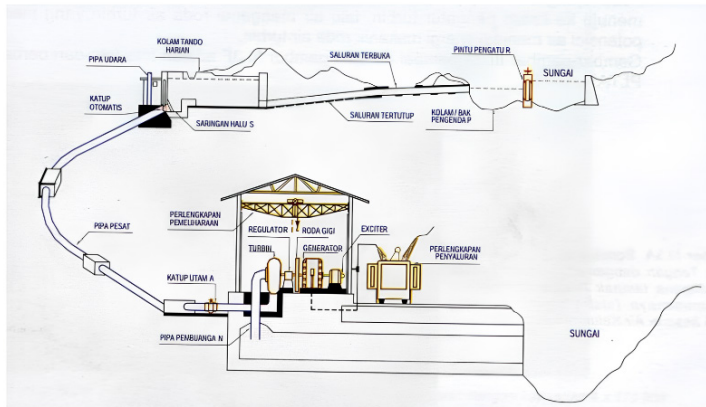 KOLAM TANDO
HARIAN
PIPA UDARA
SALURAN TERBUKA
PINTU PENGATU R
SUNGAI
KATUP
OTOMATIS
SARINGAN HALU S
SALURAN TERTUTUP
KOLAM / BAK
PENGENDA P
PERLENGKAPAN
PEMELIHARAAN
PIPA PESAT
REGULATOR
RODA GIGI
EXCITER
TURBIN
GENERATOR
PERLENGKAPAN
PENYALURAN
KATUP UTAM A
PIPA PEMBUANGA N
SUNGAI